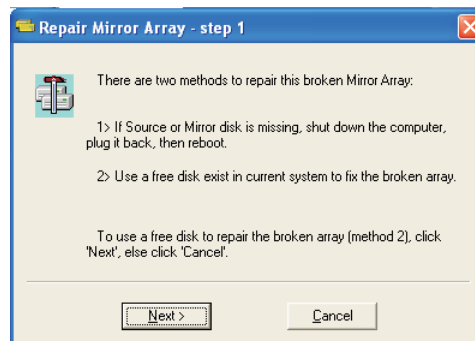 Repair Mirror Array - step 1
There are two methods to repair this broken Mirror Array:
1> If Source or Mirror disk is missing, shut down the computer,
plug it back, then reboot.
2> Use a free disk exist in current system to fix the broken array.
To use a free disk to repair the broken array (method 2), click
'Next', else click 'Cancel'.
Next > Cancel